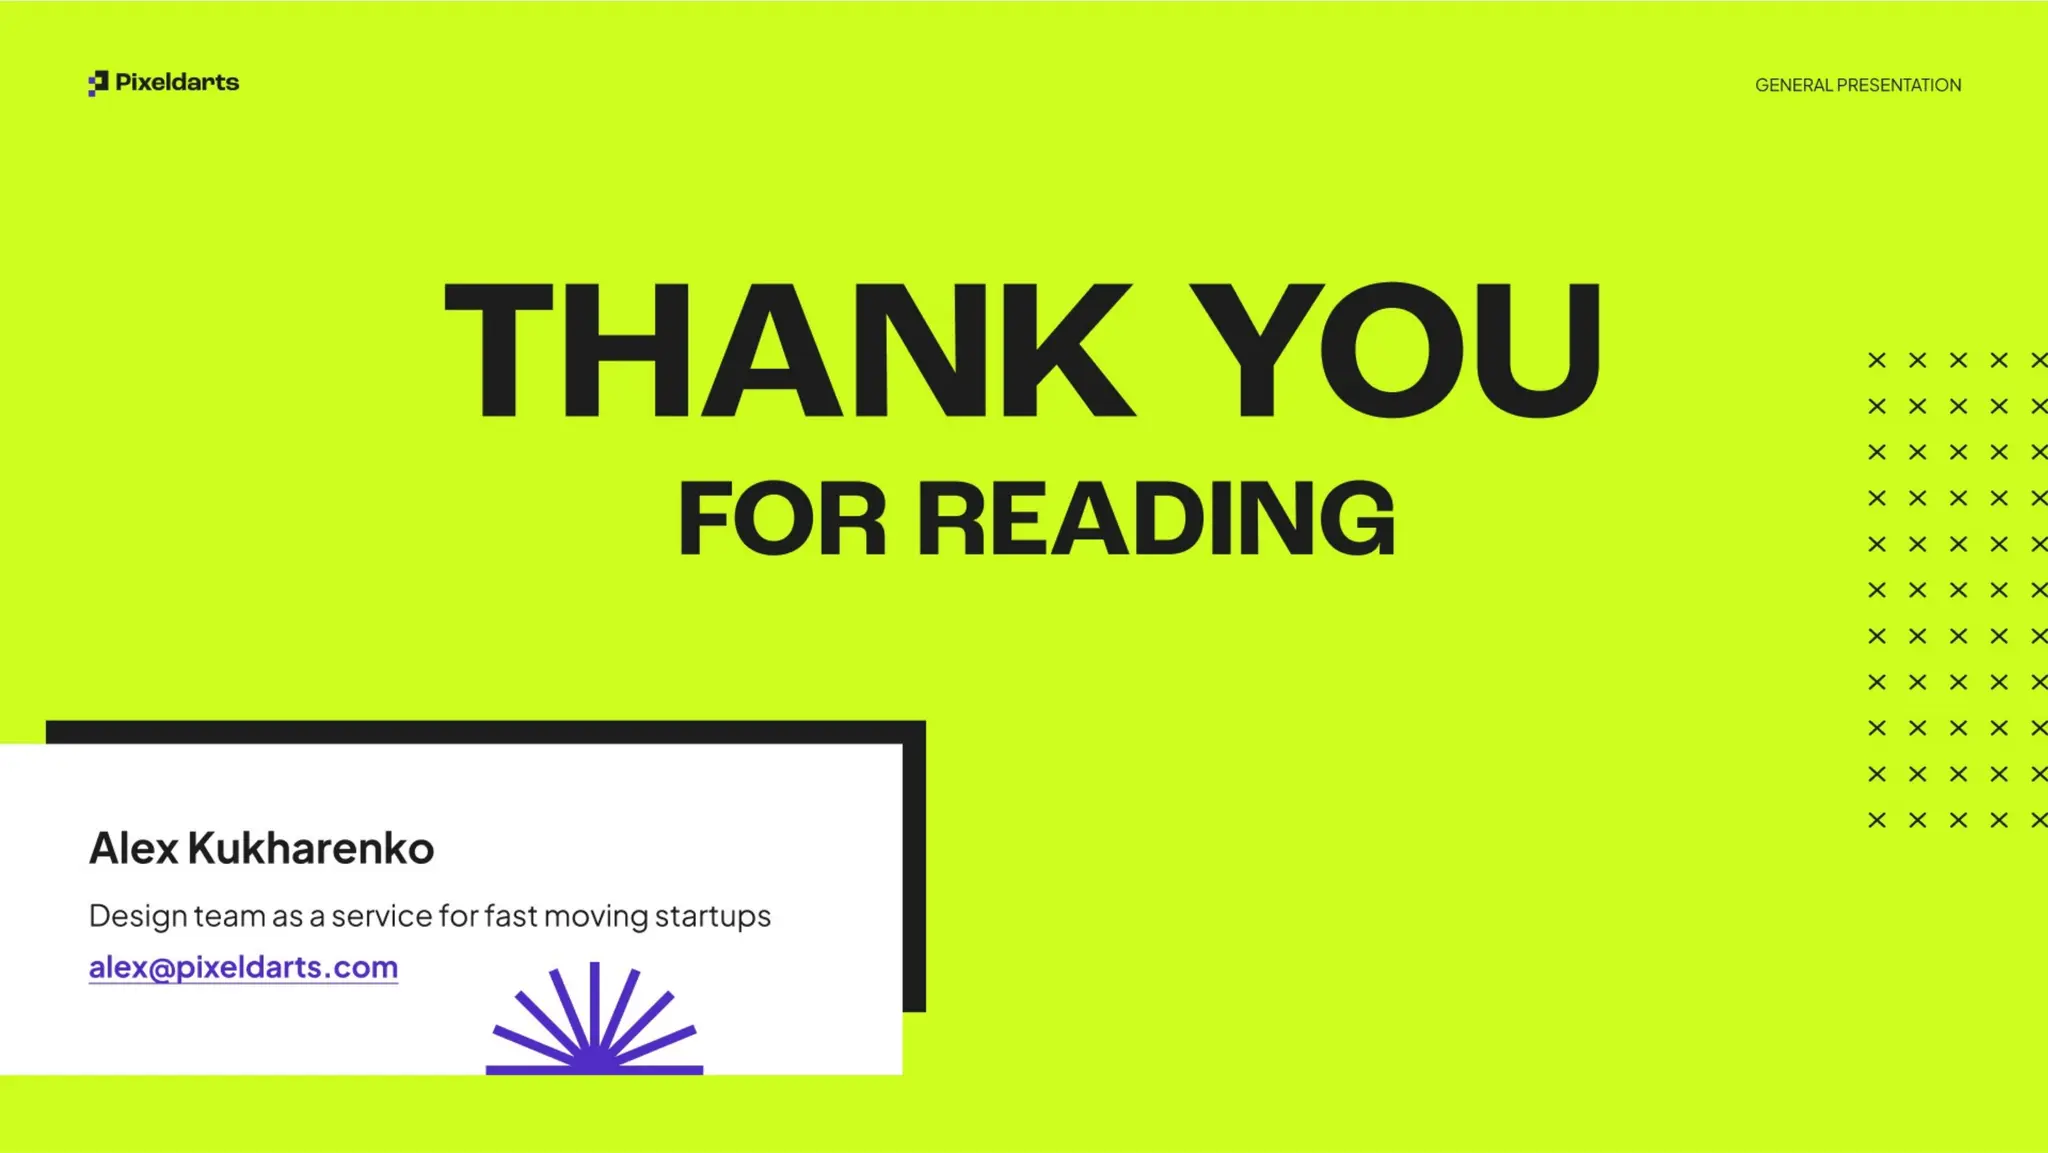 Pixeldarts
GENERAL PRESENTATION
THANK YOU
FOR READING
Alex Kukharenko
Design team as a service for fast moving startups
alex@pixeldarts.com